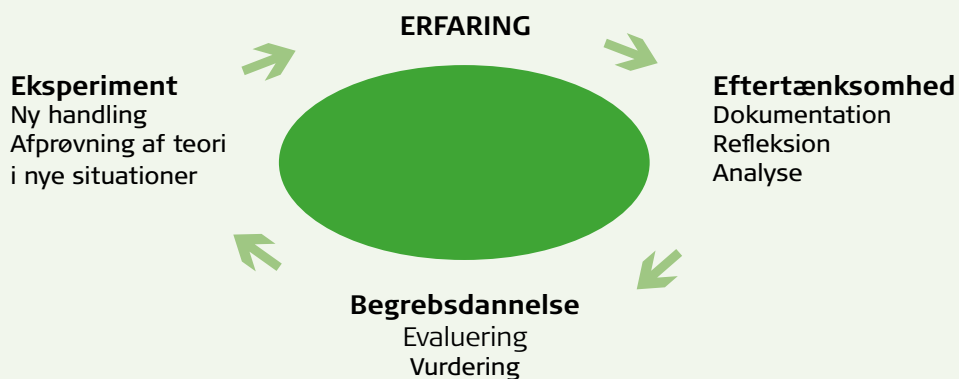 ERFARING
Eksperiment
Ny handling
Afprøvning af teori
i nye situationer
Eftertænksomhed
Dokumentation
Refleksion
Analyse
Begrebsdannelse
Evaluering
Vurdering